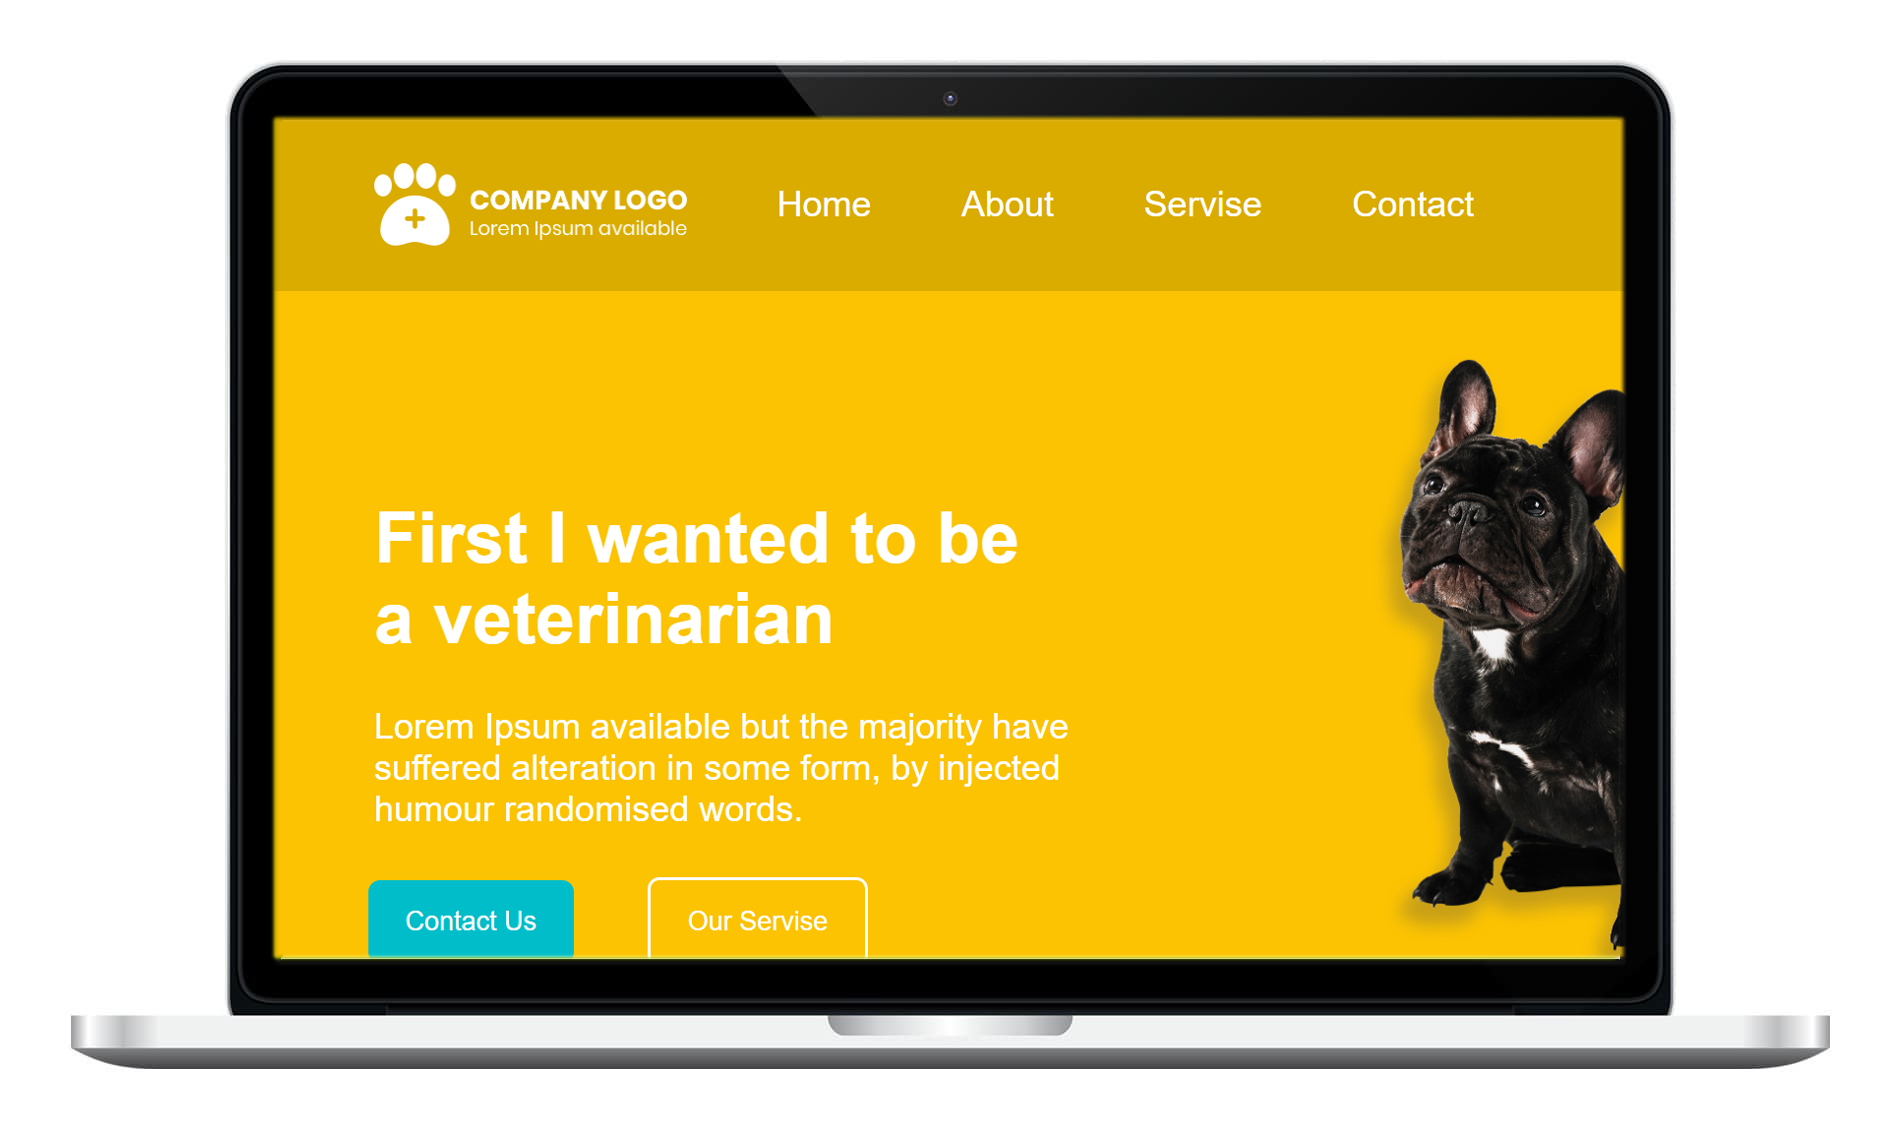 COMPANY LOGO
Lorem Ipsum available
Home About Servise Contact
First I wanted to be
a veterinarian
Lorem Ipsum available but the majority have
suffered alteration in some form, by injected
humour randomised words.
Contact Us
Our Servise